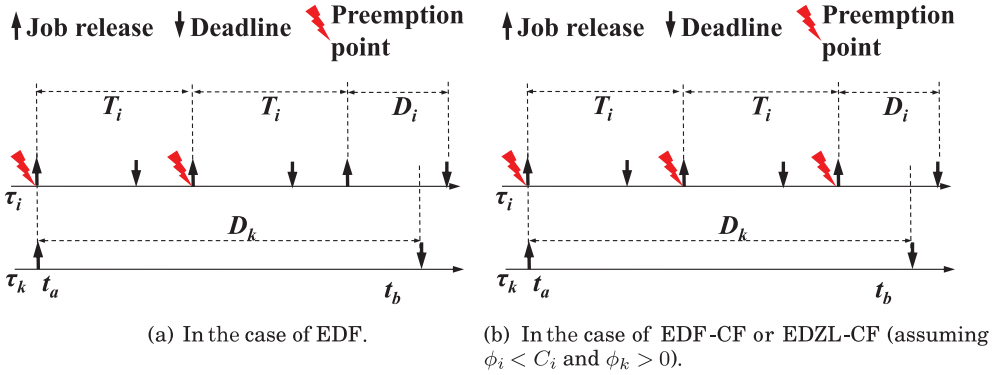 Job release Deadline Preemption point
Job release Deadline Preemption point
T_i T_i D_i
T_i T_i D_i
τ_i
τ_i
D_k
D_k
τ_k t_a t_b
τ_k t_a t_b
(a) In the case of EDF.
(b) In the case of EDF-CF or EDZL-CF (assuming
ϕ_i < C_i and ϕ_k > 0).